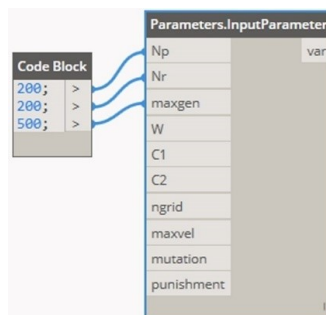 Parameters.InputParameter
Np
var
Code Block
200; >
Nr
200; >
maxgen
500; >
W
C1
C2
ngrid
maxvel
mutation
punishment